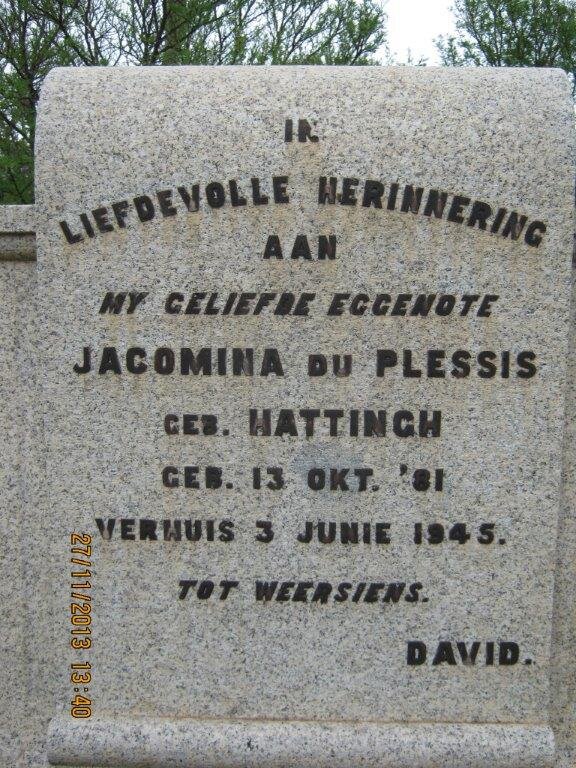 IN
LIEFDEVOLLE HERINNERING
AAN
MY GELIEFDE EGGENOTE
JACOMINA DU PLESSIS
GEB. HATTINGH
GEB. 13 OKT. '81
VERHUIS 3 JUNIE 1945.
TOT WEERSIENS.
DAVID.
27/11/2013 13:40